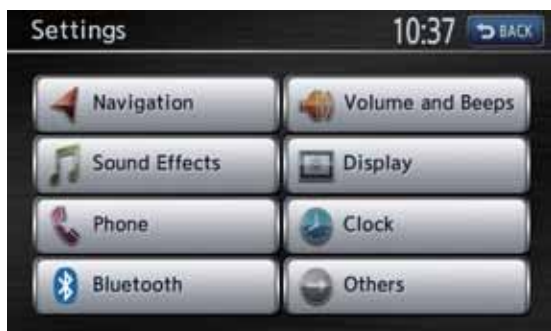 Settings 10:37 BACK
Navigation Volume and Beeps
Sound Effects Display
Phone Clock
Bluetooth Others